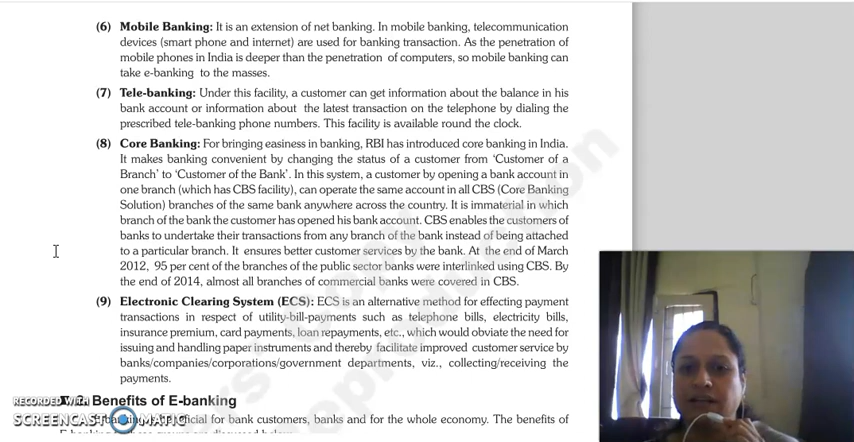 (6) Mobile Banking: It is an extension of net banking. In mobile banking, telecommunication
devices (smart phone and internet) are used for banking transaction. As the penetration of
mobile phones in India is deeper than the penetration of computers, so mobile banking can
take e-banking to the masses.
(7) Tele-banking: Under this facility, a customer can get information about the balance in his
bank account or information about the latest transaction on the telephone by dialing the
prescribed tele-banking phone numbers. This facility is available round the clock.
(8) Core Banking: For bringing easiness in banking, RBI has introduced core banking in India.
It makes banking convenient by changing the status of a customer from 'Customer of a
Branch' to 'Customer of the Bank'. In this system, a customer by opening a bank account in
one branch (which has CBS facility), can operate the same account in all CBS (Core Banking
Solution) branches of the same bank anywhere across the country. It is immaterial in which
branch of the bank the customer has opened his bank account. CBS enables the customers of
banks to undertake their transactions from any branch of the bank instead of being attached
to a particular branch. It ensures better customer services by the bank. At the end of March
2012, 95 per cent of the branches of the public sector banks were interlinked using CBS. By
the end of 2014, almost all branches of commercial banks were covered in CBS.
(9) Electronic Clearing System (ECS): ECS is an alternative method for effecting payment
transactions in respect of utility-bill-payments such as telephone bills, electricity bills,
insurance premium, card payments, loan repayments, etc., which would obviate the need for
issuing and handling paper instruments and thereby facilitate improved customer service by
banks/companies/corporations/government departments, viz., collecting/receiving the
payments.
Benefits of E-banking
for bank customers, banks and for the whole economy. The benefits of
RECORDED WITH
SCREENCAST MATIC